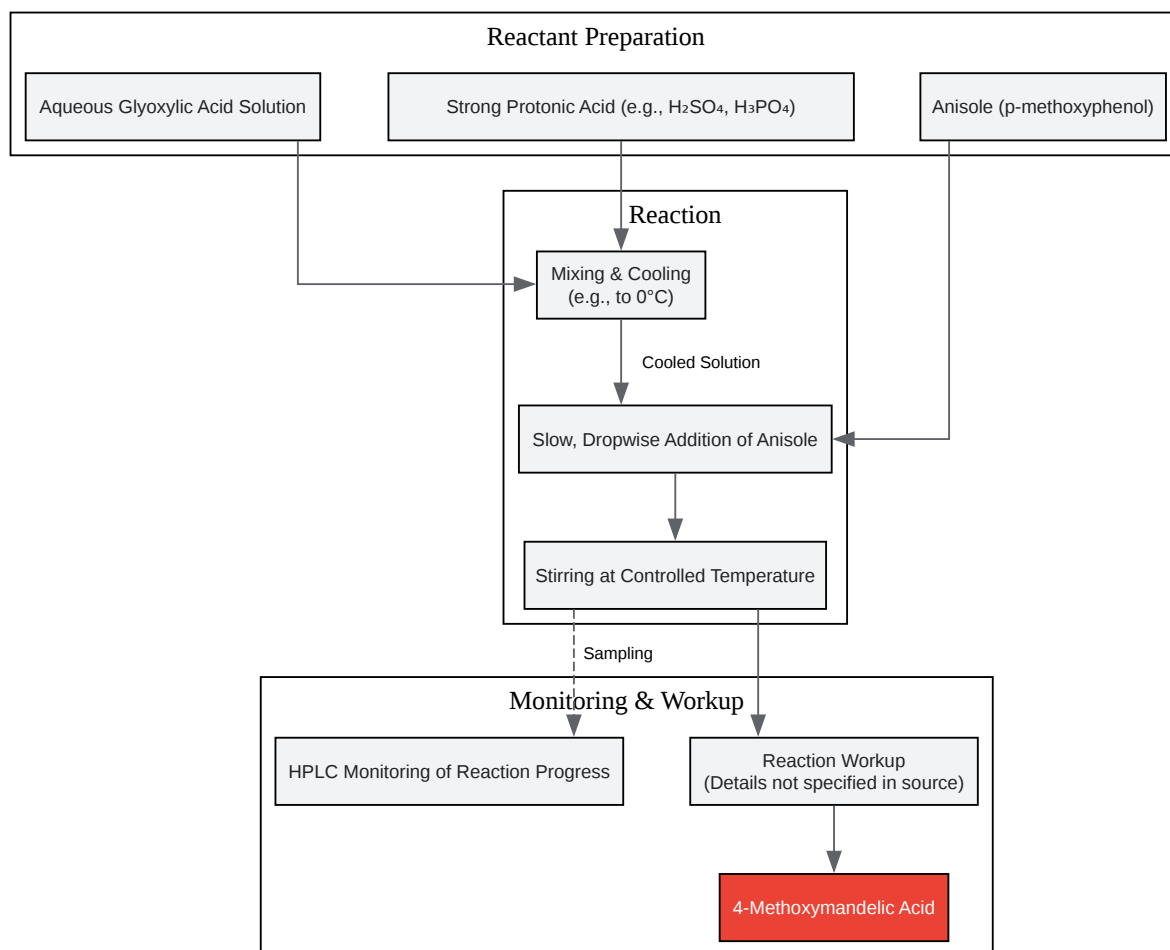 Reactant Preparation
Aqueous Glyoxylic Acid Solution
Strong Protonic Acid (e.g., H₂SO₄, H₃PO₄)
Anisole (p-methoxyphenol)
Reaction
Mixing & Cooling
(e.g., to 0°C)
Cooled Solution
Slow, Dropwise Addition of Anisole
Stirring at Controlled Temperature
Sampling
Monitoring & Workup
HPLC Monitoring of Reaction Progress
Reaction Workup
(Details not specified in source)
4-Methoxymandelic Acid